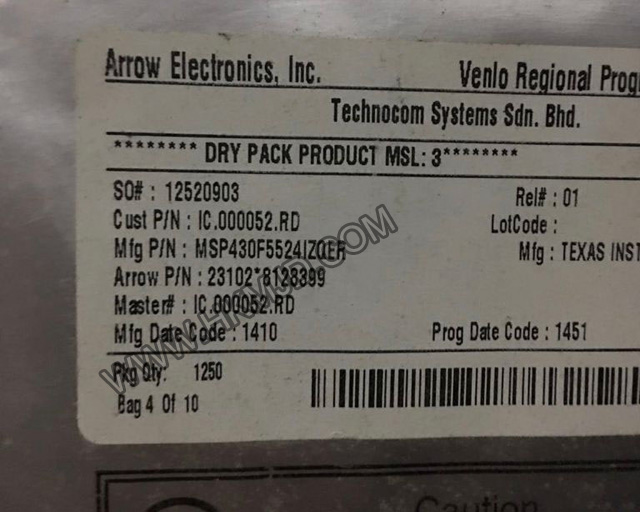 Arrow Electronics, Inc. Venlo Regional Prog
Technocom Systems Sdn. Bhd.
******** DRY PACK PRODUCT MSL: 3********
SO# : 12520903 Rel# : 01
Cust P/N : IC.000052.RD LotCode :
Mfg P/N : MSP430F5524IZQER Mfg : TEXAS INST
Arrow P/N : 23102*8128399
Master# : IC.000052.RD
Mfg Date Code : 1410 Prog Date Code : 1451
Pkg Qty: 1250
Bag 4 Of 10
Caution